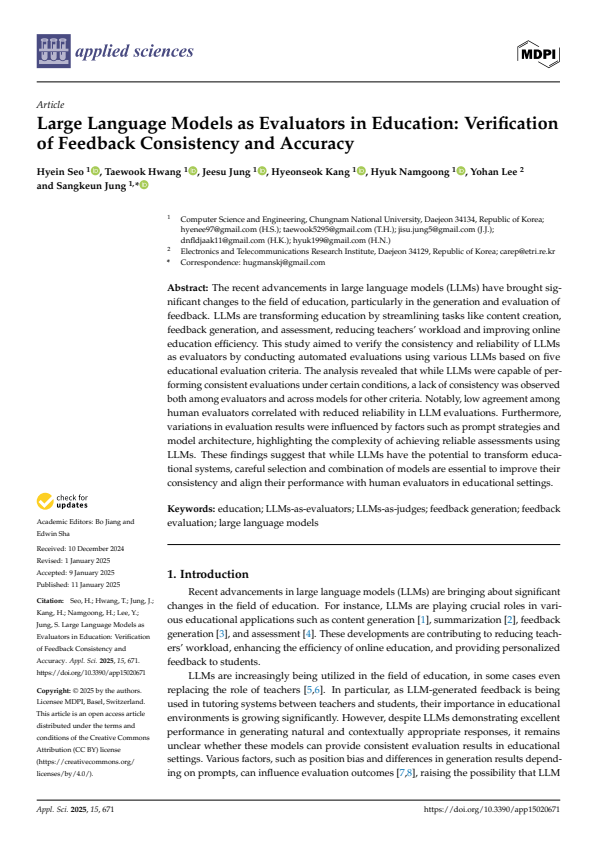 applied sciences
MDPI
Article
Large Language Models as Evaluators in Education: Verification
of Feedback Consistency and Accuracy
Hyein Seo 1, Taewook Hwang 1, Jeesu Jung 1, Hyeonseok Kang 1, Hyuk Namgoong 1, Yohan Lee 2
and Sangkeun Jung 1,*
1 Computer Science and Engineering, Chungnam National University, Daejeon 34134, Republic of Korea;
hyenee97@gmail.com (H.S.); taewook5295@gmail.com (T.H.); jisu.jung5@gmail.com (J.J.);
dnfldjaak11@gmail.com (H.K.); hyuk199@gmail.com (H.N.)
2 Electronics and Telecommunications Research Institute, Daejeon 34129, Republic of Korea; carep@etri.re.kr
* Correspondence: hugmanskj@gmail.com
Abstract: The recent advancements in large language models (LLMs) have brought sig-
nificant changes to the field of education, particularly in the generation and evaluation of
feedback. LLMs are transforming education by streamlining tasks like content creation,
feedback generation, and assessment, reducing teachers' workload and improving online
education efficiency. This study aimed to verify the consistency and reliability of LLMs
as evaluators by conducting automated evaluations using various LLMs based on five
educational evaluation criteria. The analysis revealed that while LLMs were capable of per-
forming consistent evaluations under certain conditions, a lack of consistency was observed
both among evaluators and across models for other criteria. Notably, low agreement among
human evaluators correlated with reduced reliability in LLM evaluations. Furthermore,
variations in evaluation results were influenced by factors such as prompt strategies and
model architecture, highlighting the complexity of achieving reliable assessments using
LLMs. These findings suggest that while LLMs have the potential to transform educa-
tional systems, careful selection and combination of models are essential to improve their
consistency and align their performance with human evaluators in educational settings.
Keywords: education; LLMs-as-evaluators; LLMs-as-judges; feedback generation; feedback
evaluation; large language models
check for
updates
Academic Editors: Bo Jiang and
Edwin Sha
Received: 10 December 2024
Revised: 1 January 2025
Accepted: 9 January 2025
Published: 11 January 2025
Citation: Seo, H.; Hwang, T.; Jung, J.;
Kang, H.; Namgoong, H.; Lee, Y.;
Jung, S. Large Language Models as
Evaluators in Education: Verification
of Feedback Consistency and
Accuracy. Appl. Sci. 2025, 15, 671.
https://doi.org/10.3390/app15020671
Copyright: © 2025 by the authors.
Licensee MDPI, Basel, Switzerland.
This article is an open access article
distributed under the terms and
conditions of the Creative Commons
Attribution (CC BY) license
(https://creativecommons.org/
licenses/by/4.0/).
1. Introduction
Recent advancements in large language models (LLMs) are bringing about significant
changes in the field of education. For instance, LLMs are playing crucial roles in vari-
ous educational applications such as content generation [1], summarization [2], feedback
generation [3], and assessment [4]. These developments are contributing to reducing teach-
ers' workload, enhancing the efficiency of online education, and providing personalized
feedback to students.
LLMs are increasingly being utilized in the field of education, in some cases even
replacing the role of teachers [5,6]. In particular, as LLM-generated feedback is being
used in tutoring systems between teachers and students, their importance in educational
environments is growing significantly. However, despite LLMs demonstrating excellent
performance in generating natural and contextually appropriate responses, it remains
unclear whether these models can provide consistent evaluation results in educational
settings. Various factors, such as position bias and differences in generation results depend-
ing on prompts, can influence evaluation outcomes [7,8], raising the possibility that LLM
Appl. Sci. 2025, 15, 671
https://doi.org/10.3390/app15020671